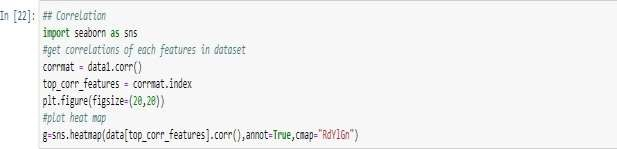 In [22]: ## Correlation
import seaborn as sns
#get correlations of each features in dataset
corrmat = data1.corr()
top_corr_features = corrmat.index
plt.figure(figsize=(20,20))
#plot heat map
g=sns.heatmap(data[top_corr_features].corr(),annot=True,cmap="RdYlGn")